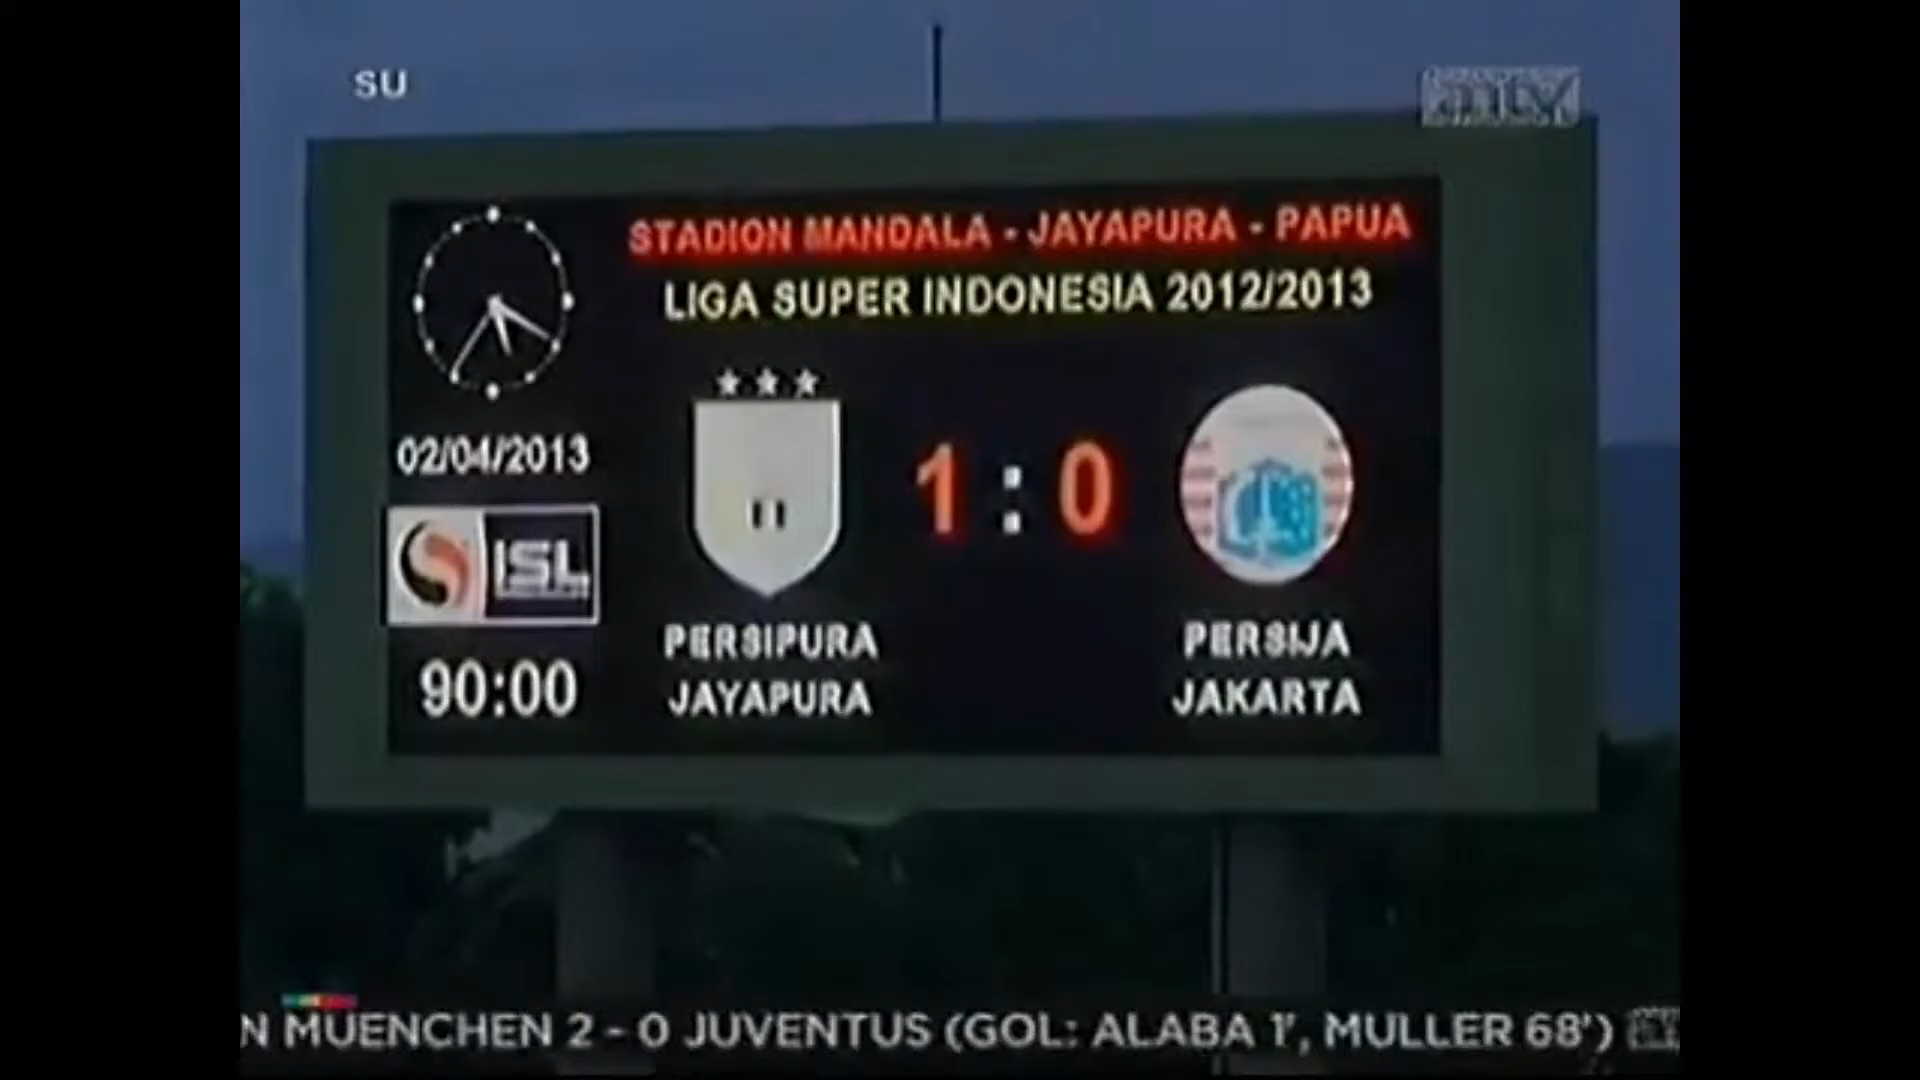 SU
antv
STADION MANDALA - JAYAPURA - PAPUA
LIGA SUPER INDONESIA 2012/2013
02/04/2013
ISL
90:00
1 : 0
PERSIPURA
JAYAPURA
PERSIJA
JAKARTA
N MUENCHEN 2 - 0 JUVENTUS (GOL: ALABA 1', MULLER 68')